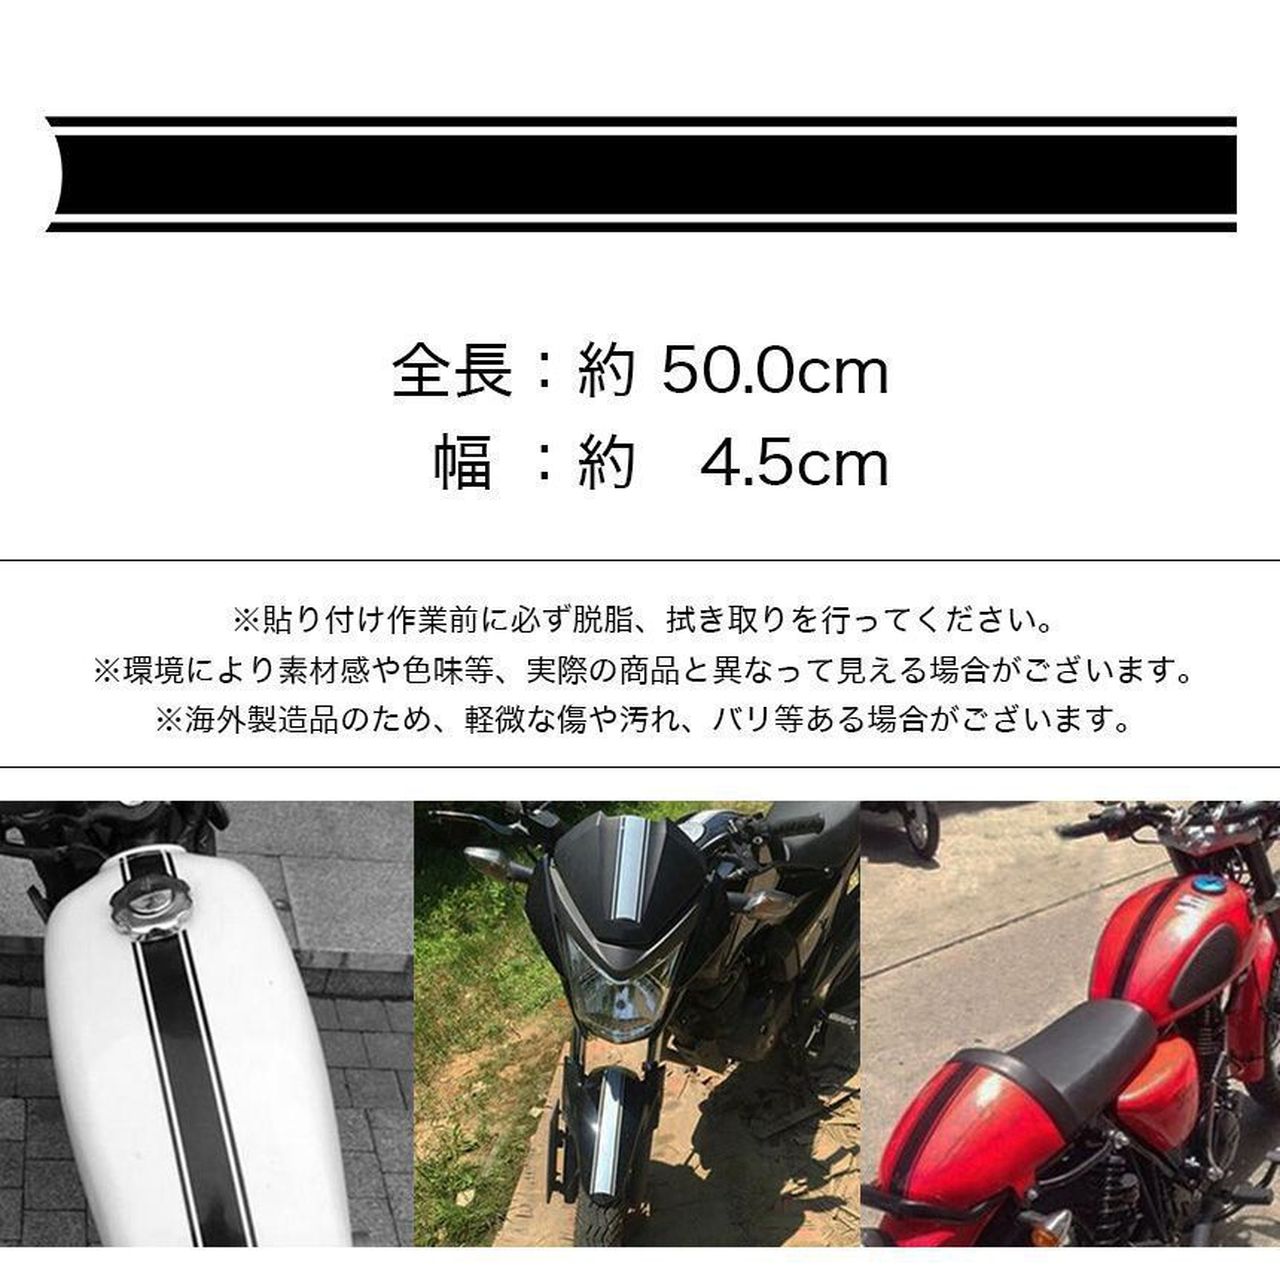 全長：約 50.0cm
幅 ：約 4.5cm
※貼り付け作業前に必ず脱脂、拭き取りを行ってください。
※環境により素材感や色味等、実際の商品と異なって見える場合がございます。
※海外製造品のため、軽微な傷や汚れ、バリ等ある場合がございます。